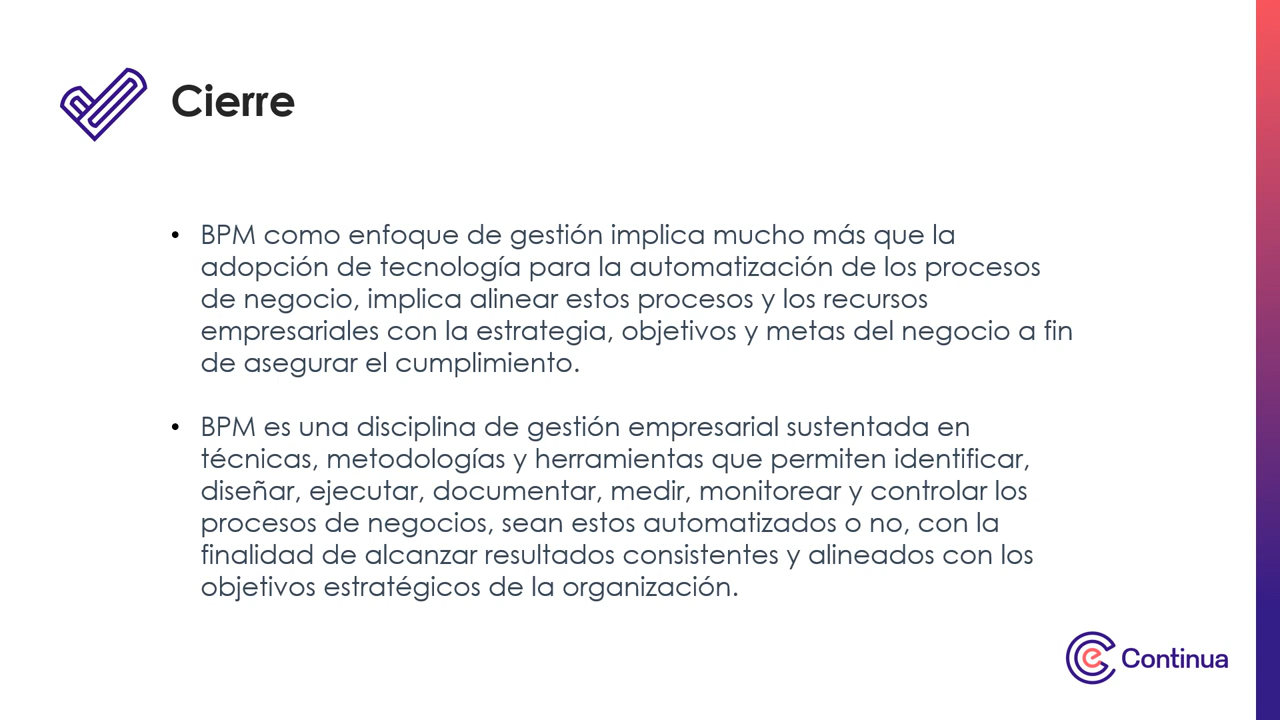 Cierre
• BPM como enfoque de gestión implica mucho más que la
adopción de tecnología para la automatización de los procesos
de negocio, implica alinear estos procesos y los recursos
empresariales con la estrategia, objetivos y metas del negocio a fin
de asegurar el cumplimiento.
• BPM es una disciplina de gestión empresarial sustentada en
técnicas, metodologías y herramientas que permiten identificar,
diseñar, ejecutar, documentar, medir, monitorear y controlar los
procesos de negocios, sean estos automatizados o no, con la
finalidad de alcanzar resultados consistentes y alineados con los
objetivos estratégicos de la organización.
Continua